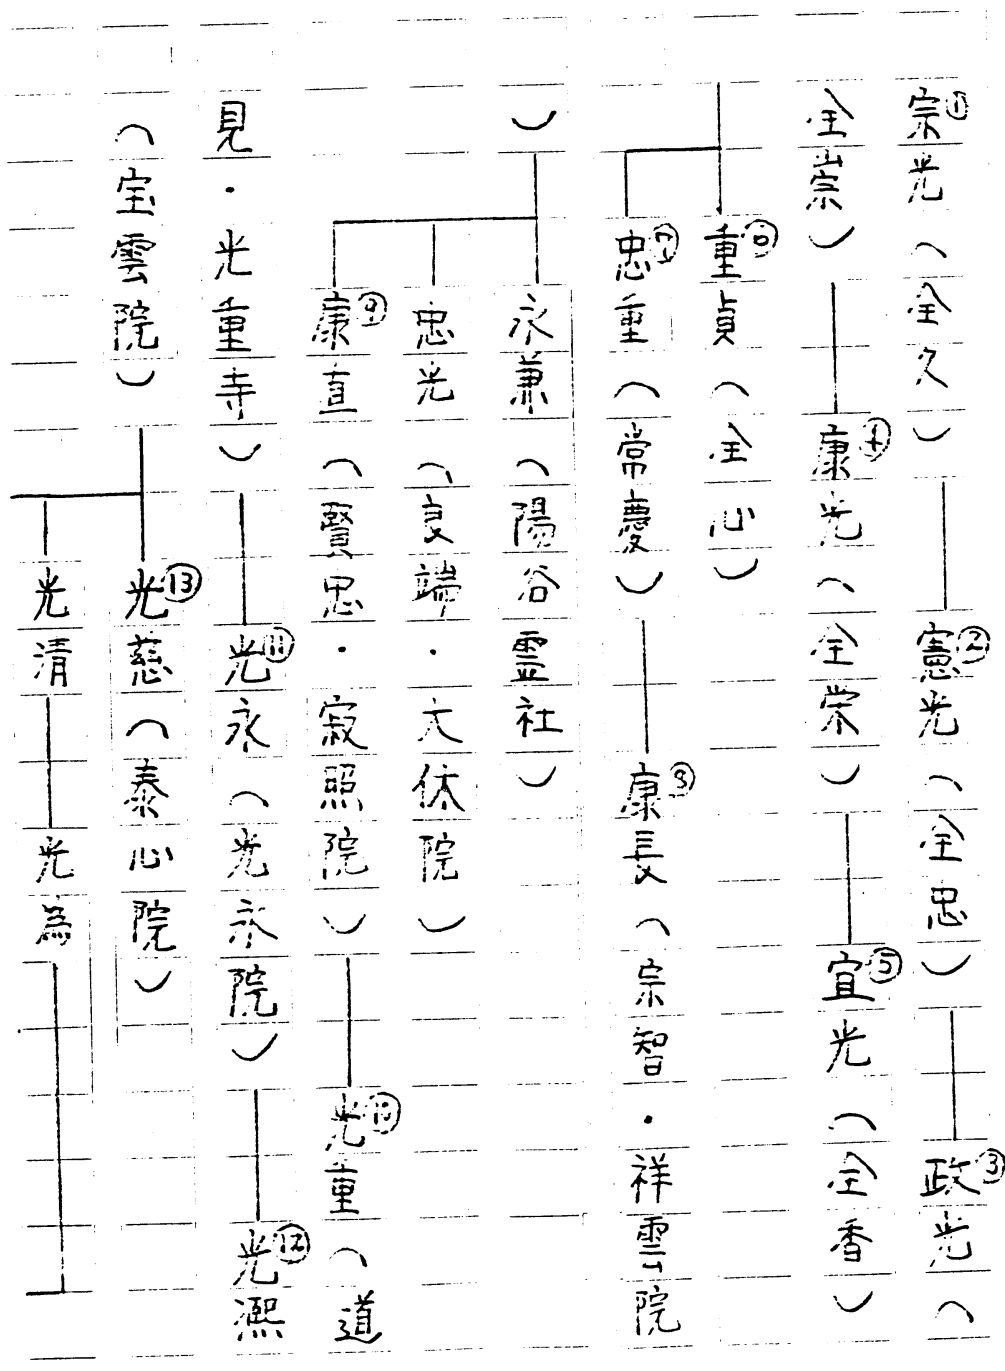 宗①光(全久)——憲②光(全忠)——政③光(
全崇)——康④光(全栄)——宜⑤光(全香)
重⑥貞(全心)
忠⑦重(常慶)——康⑧長(宗智・祥雲院
)
永兼(陽谷霊社)
忠光(良端・大休院)
康⑨直(賢忠・寂照院)——光⑩重(道
見・光重寺)——光⑪永(光永院)——光⑫凞
(宝雲院)
光⑬慈(泰心院)
光清——光為